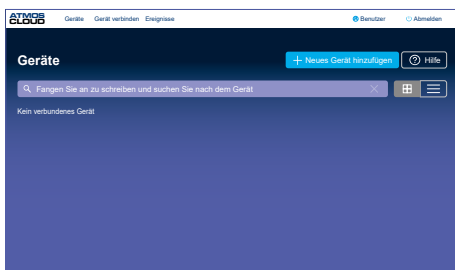 ATMOS
CLOUD
Geräte Gerät verbinden Ereignisse Benutzer Abmelden
Geräte
Neues Gerät hinzufügen Hilfe
Fangen Sie an zu schreiben und suchen Sie nach dem Gerät
Kein verbundenes Gerät